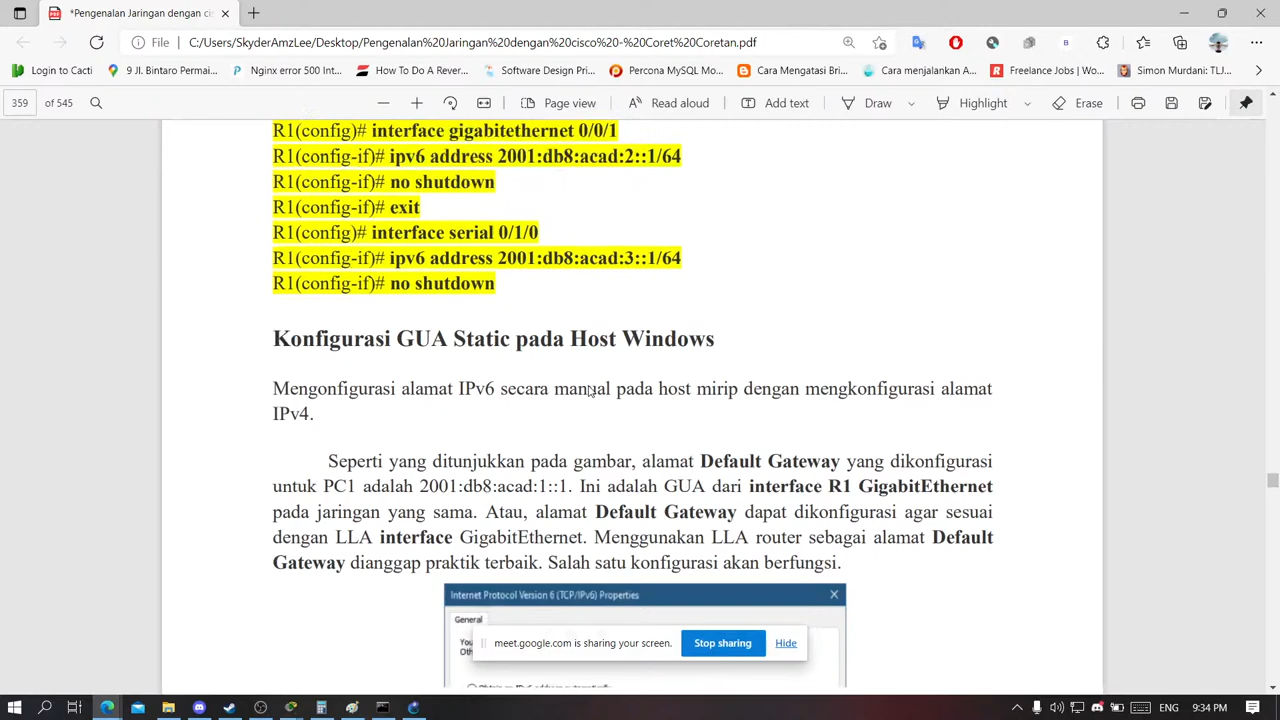 *Pengenalan Jaringan dengan cis
File
C:/Users/SkyderAmzLee/Desktop/Pengenalan%20Jaringan%20dengan%20cisco%20-%20Coret%20Coretan.pdf
Login to Cacti
9 Jl. Bintaro Permai...
Nginx error 500 Int...
How To Do A Rever...
Software Design Pri...
Percona MySQL Mo...
Cara Mengatasi Bri...
Cara menjalankan A...
Freelance Jobs | Wo...
Simon Murdani: TLJ...
359 of 545
Page view
Read aloud
Add text
Draw
Highlight
Erase
R1(config)# interface gigabitethernet 0/0/1
R1(config-if)# ipv6 address 2001:db8:acad:2::1/64
R1(config-if)# no shutdown
R1(config-if)# exit
R1(config)# interface serial 0/1/0
R1(config-if)# ipv6 address 2001:db8:acad:3::1/64
R1(config-if)# no shutdown
Konfigurasi GUA Static pada Host Windows
Mengonfigurasi alamat IPv6 secara manual pada host mirip dengan mengkonfigurasi alamat
IPv4.
Seperti yang ditunjukkan pada gambar, alamat Default Gateway yang dikonfigurasi
untuk PC1 adalah 2001:db8:acad:1::1. Ini adalah GUA dari interface R1 GigabitEthernet
pada jaringan yang sama. Atau, alamat Default Gateway dapat dikonfigurasi agar sesuai
dengan LLA interface GigabitEthernet. Menggunakan LLA router sebagai alamat Default
Gateway dianggap praktik terbaik. Salah satu konfigurasi akan berfungsi.
Internet Protocol Version 6 (TCP/IPv6) Properties
General
You
meet.google.com is sharing your screen.
Stop sharing
Hide
ENG
9:34 PM